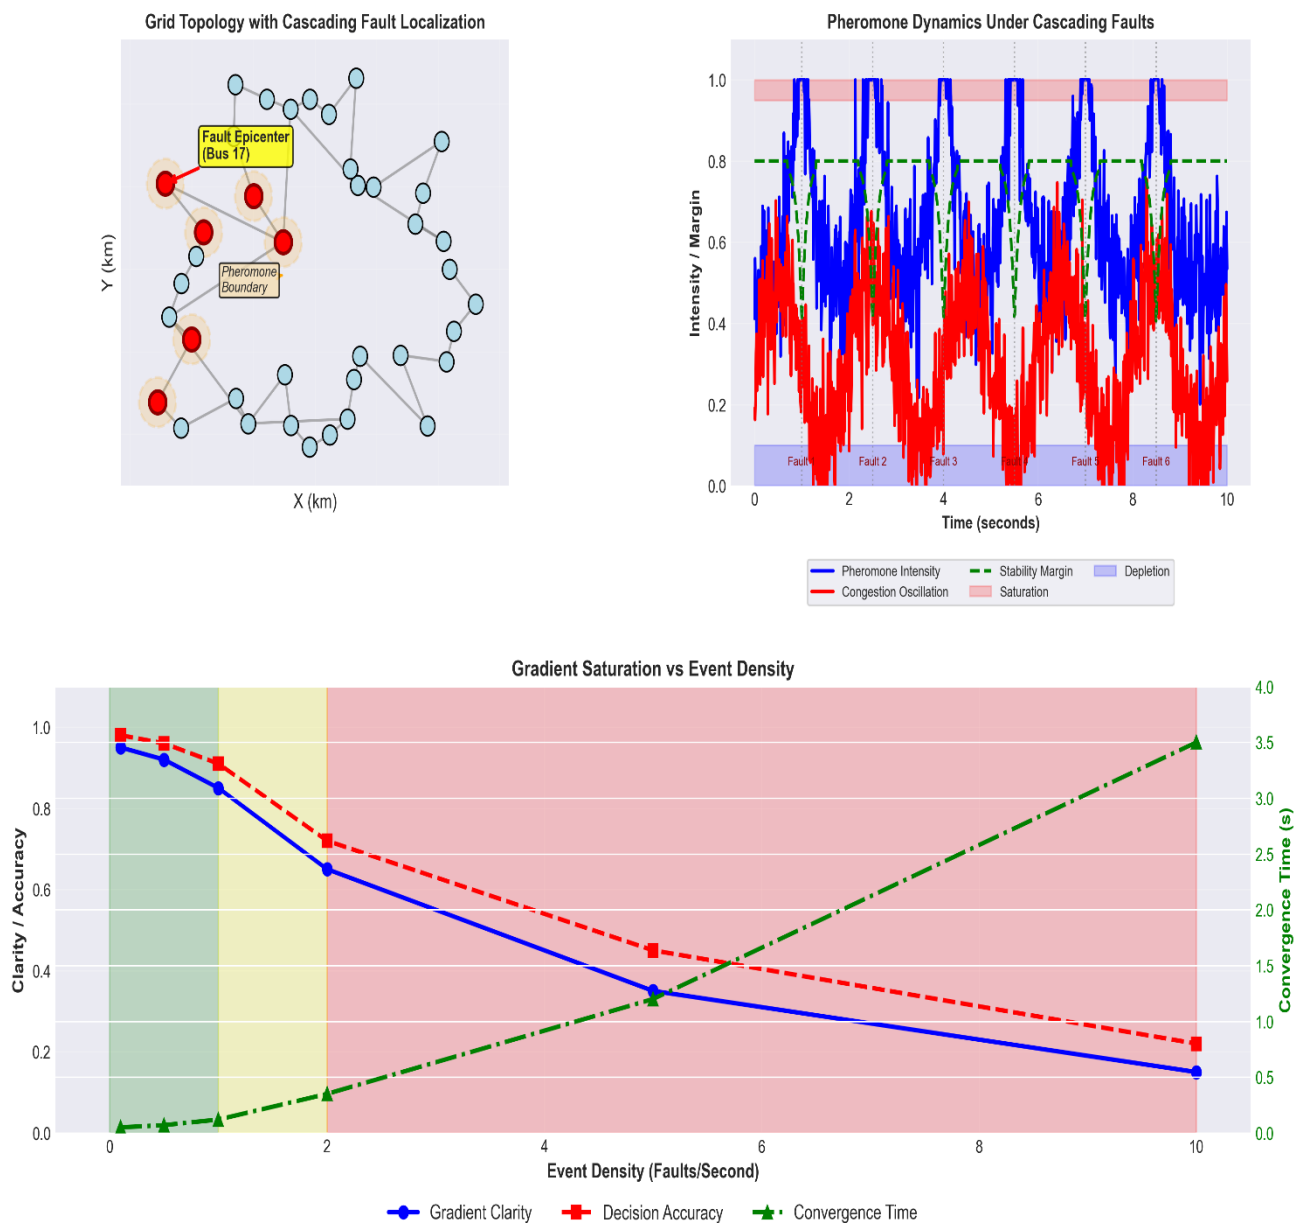 Grid Topology with Cascading Fault Localization
Fault Epicenter
(Bus 17)
Pheromone
Boundary
Y (km)
X (km)
Pheromone Dynamics Under Cascading Faults
Intensity / Margin
1.0
0.8
0.6
0.4
0.2
0.0
Fault 1 Fault 2 Fault 3 Fault 4 Fault 5 Fault 6
0 2 4 6 8 10
Time (seconds)
Pheromone Intensity Stability Margin Depletion
Congestion Oscillation Saturation
Gradient Saturation vs Event Density
Clarity / Accuracy
1.0
0.8
0.6
0.4
0.2
0.0
4.0
3.5
3.0
2.5
2.0
1.5
1.0
0.5
0.0
Convergence Time (s)
0 2 4 6 8 10
Event Density (Faults/Second)
Gradient Clarity Decision Accuracy Convergence Time